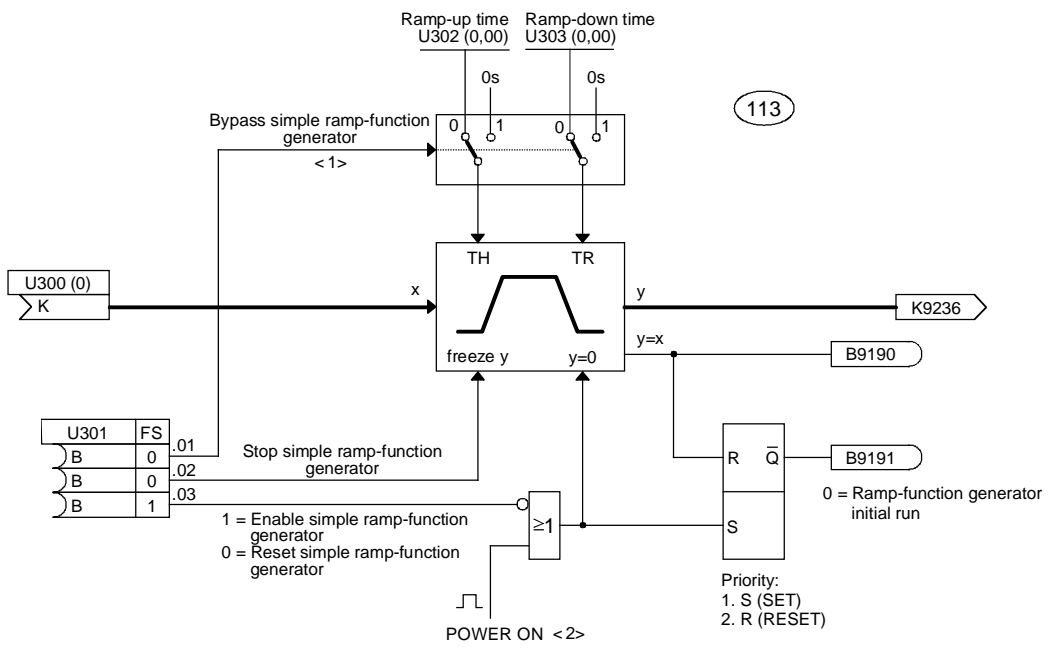 Ramp-up time
U302 (0,00)
Ramp-down time
U303 (0,00)
0s
0s
113
Bypass simple ramp-function
generator
<1>
0
1
0
1
TH
TR
U300 (0)
K
x
y
K9236
freeze y
y=0
y=x
B9190
U301
FS
B
0
.01
B
0
.02
B
1
.03
Stop simple ramp-function
generator
1 = Enable simple ramp-function
generator
0 = Reset simple ramp-function
generator
≥1
R
Q̅
S
B9191
0 = Ramp-function generator
initial run
Priority:
1. S (SET)
2. R (RESET)
POWER ON <2>